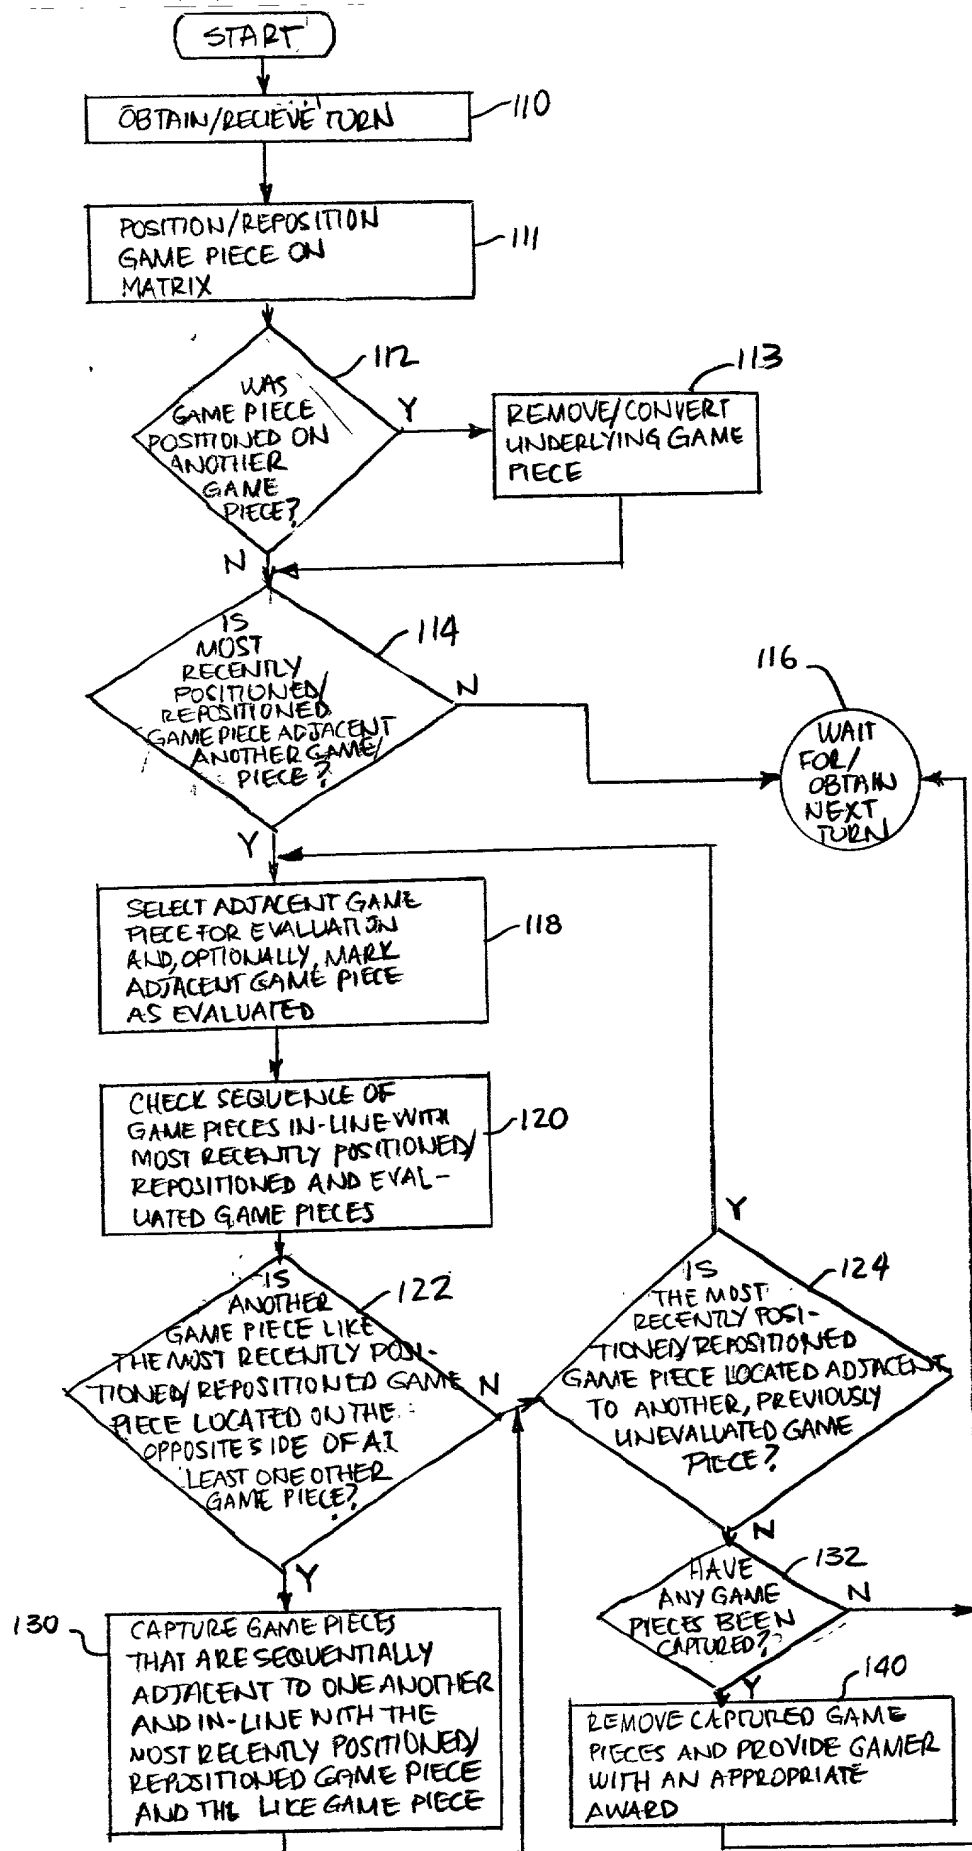 START
OBTAIN/RECIEVE TURN
110
POSITION/REPOSITION
GAME PIECE ON
MATRIX
111
112
WAS
GAME PIECE
POSITIONED ON
ANOTHER
GAME
PIECE?
Y
N
113
REMOVE/CONVERT
UNDERLYING GAME
PIECE
114
IS
MOST
RECENTLY
POSITIONED/
REPOSITIONED
GAME PIECE ADJACENT
ANOTHER GAME
PIECE?
N
Y
116
WAIT
FOR/
OBTAIN
NEXT
TURN
SELECT ADJACENT GAME
PIECE FOR EVALUATION
AND, OPTIONALLY, MARK
ADJACENT GAME PIECE
AS EVALUATED
118
CHECK SEQUENCE OF
GAME PIECES IN-LINE WITH
MOST RECENTLY POSITIONED/
REPOSITIONED AND EVAL-
UATED GAME PIECES
120
122
IS
ANOTHER
GAME PIECE LIKE
THE MOST RECENTLY POSI-
TIONED/REPOSITIONED GAME
PIECE LOCATED ON THE
OPPOSITE SIDE OF AT
LEAST ONE OTHER
GAME PIECE?
N
Y
Y
124
IS
THE MOST
RECENTLY POSI-
TIONED/REPOSITIONED
GAME PIECE LOCATED ADJACENT
TO ANOTHER, PREVIOUSLY
UNEVALUATED GAME
PIECE?
N
132
HAVE
ANY GAME
PIECES BEEN
CAPTURED?
N
Y
130
CAPTURE GAME PIECES
THAT ARE SEQUENTIALLY
ADJACENT TO ONE ANOTHER
AND IN-LINE WITH THE
MOST RECENTLY POSITIONED/
REPOSITIONED GAME PIECE
AND THE LIKE GAME PIECE
140
REMOVE CAPTURED GAME
PIECES AND PROVIDE GAMER
WITH AN APPROPRIATE
AWARD